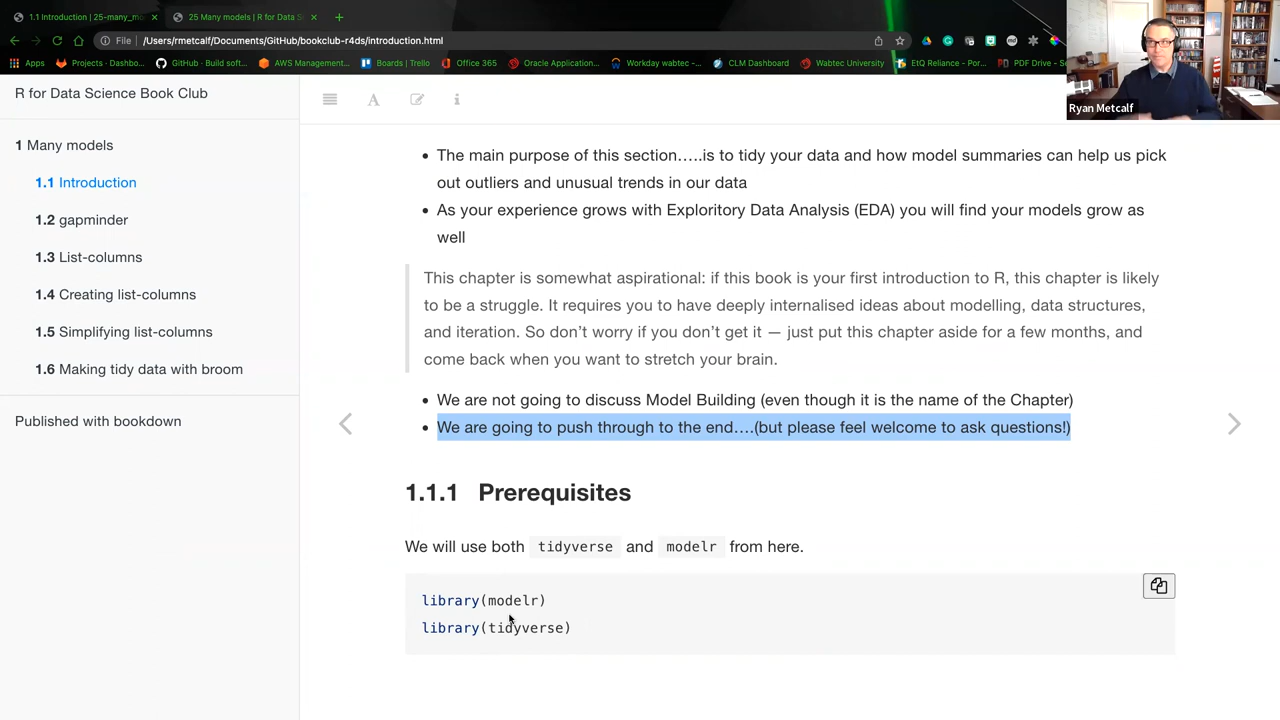 1.1 Introduction | 25-many_mo
25 Many models | R for Data S
File
/Users/rmetcalf/Documents/GitHub/bookclub-r4ds/introduction.html
Apps
Projects - Dashbo...
GitHub · Build soft...
AWS Management...
Boards | Trello
Office 365
Oracle Application...
Workday wabtec -...
CLM Dashboard
Wabtec University
EtQ Reliance - Por...
PDF Drive - Se
Ryan Metcalf
R for Data Science Book Club
1 Many models
1.1 Introduction
1.2 gapminder
1.3 List-columns
1.4 Creating list-columns
1.5 Simplifying list-columns
1.6 Making tidy data with broom
Published with bookdown
• The main purpose of this section…..is to tidy your data and how model summaries can help us pick
out outliers and unusual trends in our data
• As your experience grows with Exploritory Data Analysis (EDA) you will find your models grow as
well
This chapter is somewhat aspirational: if this book is your first introduction to R, this chapter is likely
to be a struggle. It requires you to have deeply internalised ideas about modelling, data structures,
and iteration. So don’t worry if you don’t get it — just put this chapter aside for a few months, and
come back when you want to stretch your brain.
• We are not going to discuss Model Building (even though it is the name of the Chapter)
• We are going to push through to the end….(but please feel welcome to ask questions!)
1.1.1 Prerequisites
We will use both tidyverse and modelr from here.
library(modelr)
library(tidyverse)